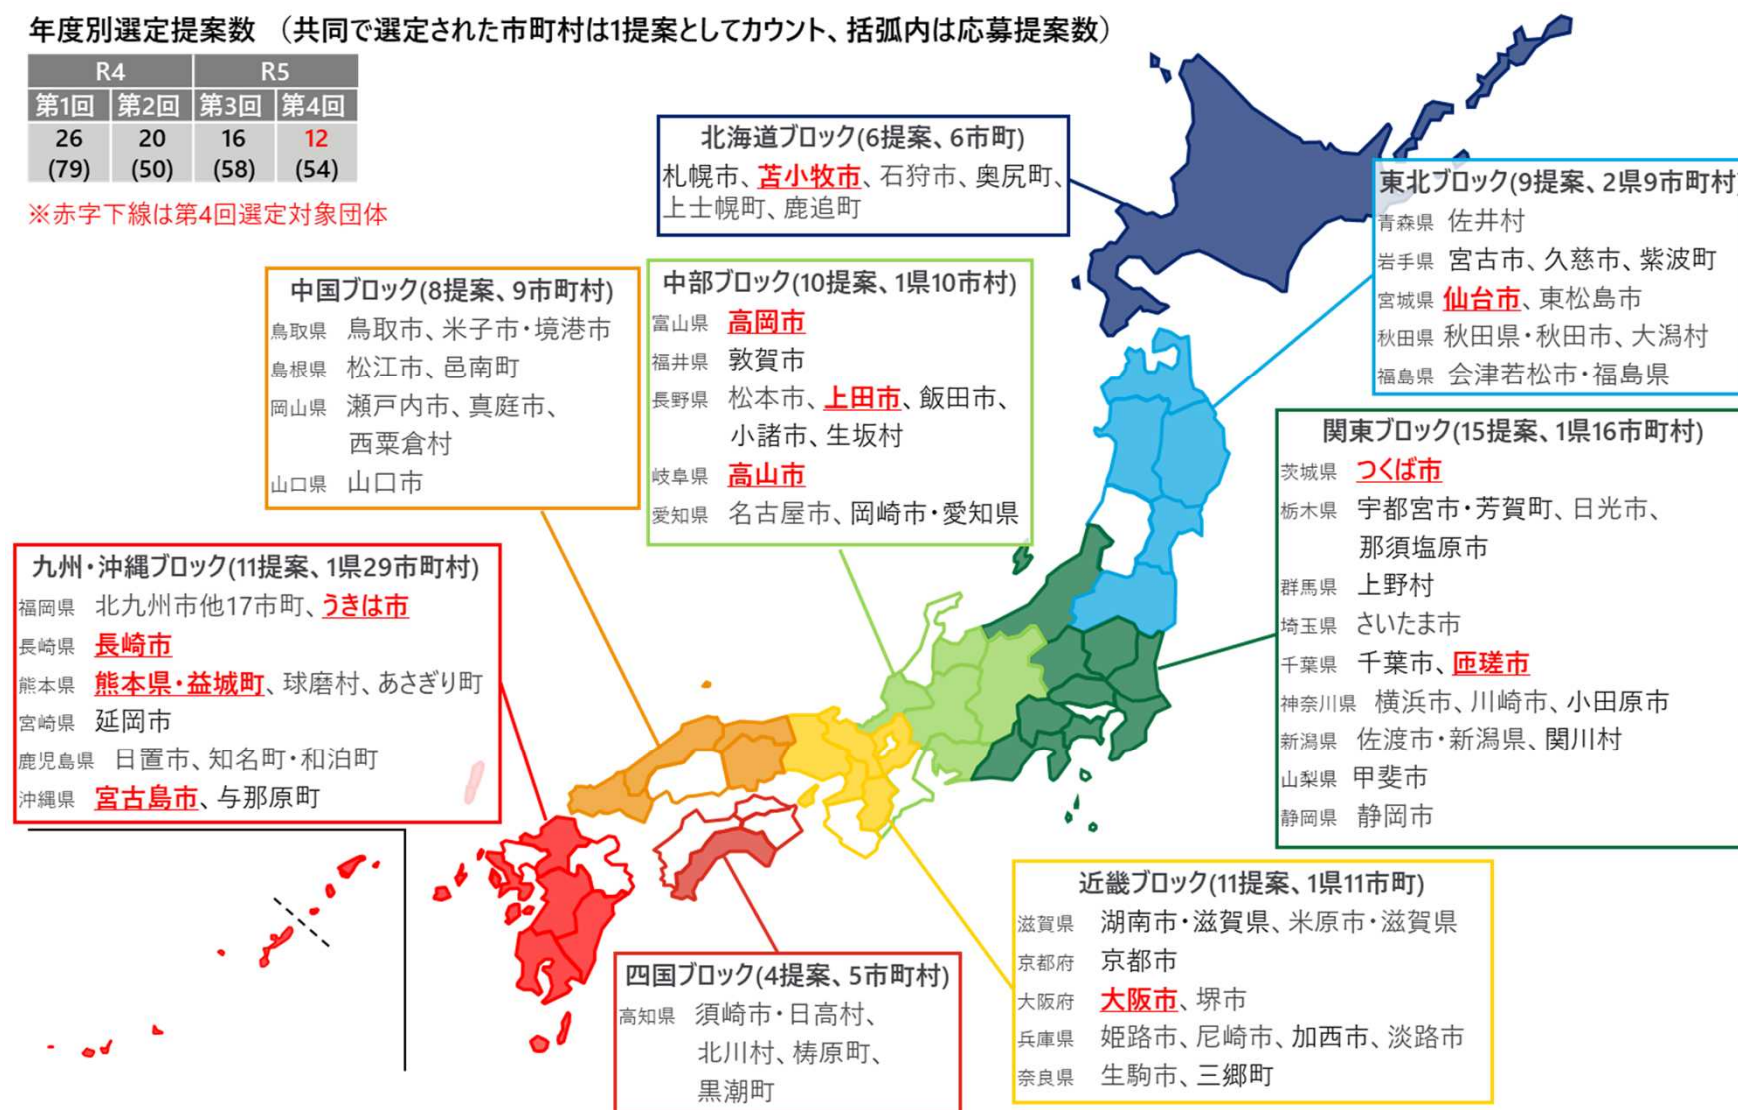 年度別選定提案数 （共同で選定された市町村は1提案としてカウント、括弧内は応募提案数）
R4 R5
第1回 第2回 第3回 第4回
26 20 16 12
(79) (50) (58) (54)
※赤字下線は第4回選定対象団体
北海道ブロック(6提案、6市町)
札幌市、苫小牧市、石狩市、奥尻町、
上士幌町、鹿追町
東北ブロック(9提案、2県9市町村)
青森県 佐井村
岩手県 宮古市、久慈市、紫波町
宮城県 仙台市、東松島市
秋田県 秋田県・秋田市、大潟村
福島県 会津若松市・福島県
中国ブロック(8提案、9市町村)
鳥取県 鳥取市、米子市・境港市
島根県 松江市、邑南町
岡山県 瀬戸内市、真庭市、
西粟倉村
山口県 山口市
中部ブロック(10提案、1県10市村)
富山県 高岡市
福井県 敦賀市
長野県 松本市、上田市、飯田市、
小諸市、生坂村
岐阜県 高山市
愛知県 名古屋市、岡崎市・愛知県
関東ブロック(15提案、1県16市町村)
茨城県 つくば市
栃木県 宇都宮市・芳賀町、日光市、
那須塩原市
群馬県 上野村
埼玉県 さいたま市
千葉県 千葉市、匝瑳市
神奈川県 横浜市、川崎市、小田原市
新潟県 佐渡市・新潟県、関川村
山梨県 甲斐市
静岡県 静岡市
九州・沖縄ブロック(11提案、1県29市町村)
福岡県 北九州市他17市町、うきは市
長崎県 長崎市
熊本県 熊本県・益城町、球磨村、あさぎり町
宮崎県 延岡市
鹿児島県 日置市、知名町・和泊町
沖縄県 宮古島市、与那原町
近畿ブロック(11提案、1県11市町)
滋賀県 湖南市・滋賀県、米原市・滋賀県
京都府 京都市
大阪府 大阪市、堺市
兵庫県 姫路市、尼崎市、加西市、淡路市
奈良県 生駒市、三郷町
四国ブロック(4提案、5市町村)
高知県 須崎市・日高村、
北川村、梼原町、
黒潮町